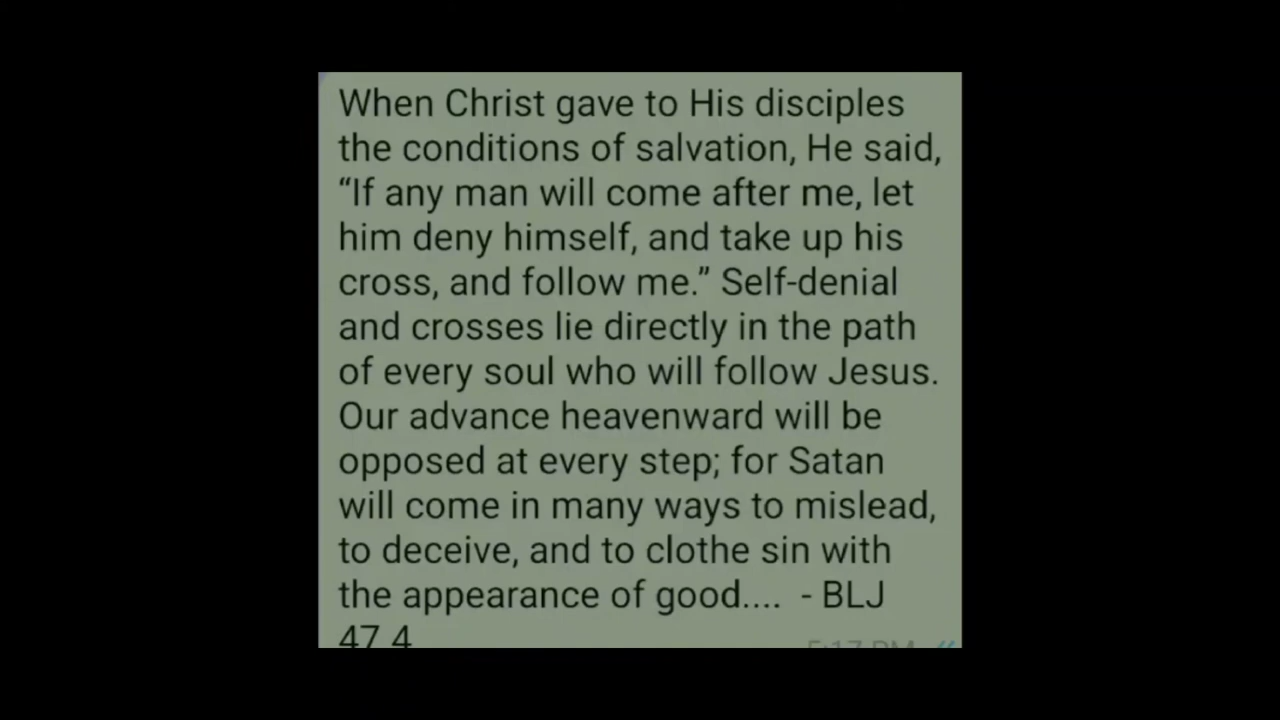 When Christ gave to His disciples
the conditions of salvation, He said,
“If any man will come after me, let
him deny himself, and take up his
cross, and follow me.” Self-denial
and crosses lie directly in the path
of every soul who will follow Jesus.
Our advance heavenward will be
opposed at every step; for Satan
will come in many ways to mislead,
to deceive, and to clothe sin with
the appearance of good.... - BLJ
47.4
5:17 PM